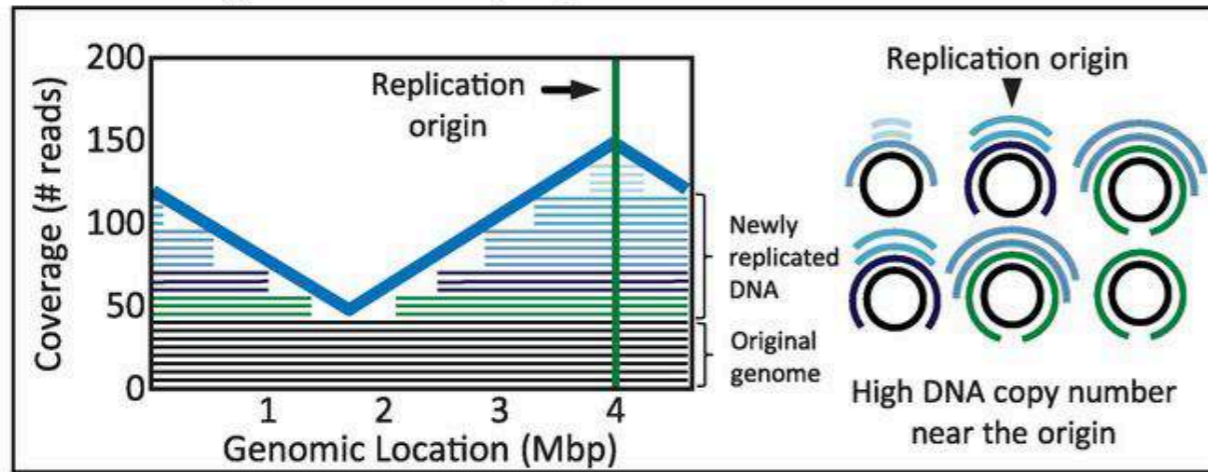 200
150
100
50
0
Coverage (# reads)
Replication
origin
1 2 3 4
Genomic Location (Mbp)
Newly
replicated
DNA
Original
genome
Replication origin
High DNA copy number
near the origin